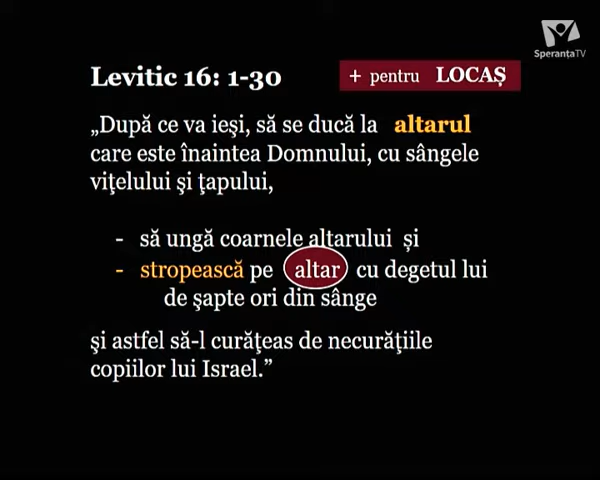 SperanțaTV
Levitic 16: 1-30
+ pentru LOCAȘ
„După ce va ieşi, să se ducă la altarul
care este înaintea Domnului, cu sângele
viţelului şi ţapului,
- să ungă coarnele altarului și
- stropească pe altar cu degetul lui
de şapte ori din sânge
şi astfel să-l curăţeas de necurăţiile
copiilor lui Israel.”